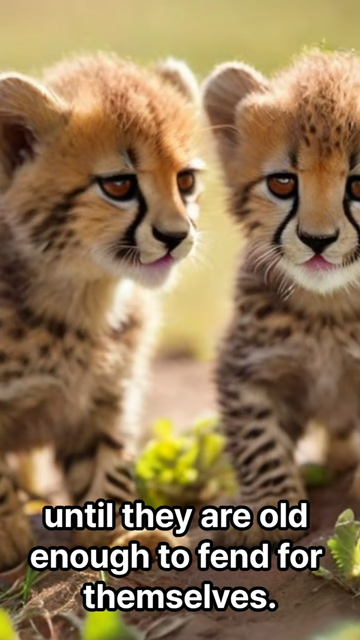 until they are old
enough to fend for
themselves.